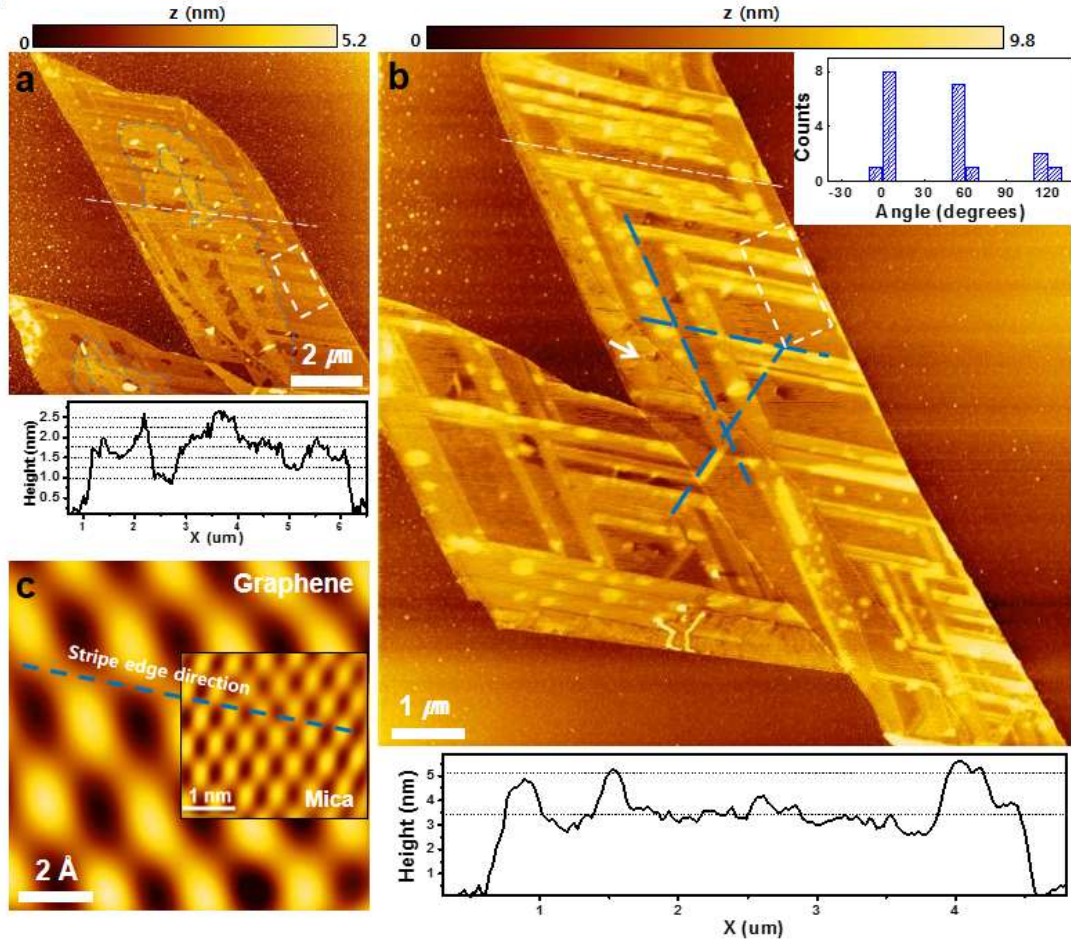 z (nm)
0
5.2
a
2 ㎛
Height(nm)
2.5
2.0
1.5
1.0
0.5
1
2
3
4
5
6
X (um)
z (nm)
0
9.8
b
Counts
8
4
0
-30
0
30
60
90
120
Angle (degrees)
1 ㎛
c
Graphene
Stripe edge direction
1 nm
Mica
2 Å
Height (nm)
5
4
3
2
1
1
2
3
4
X (um)